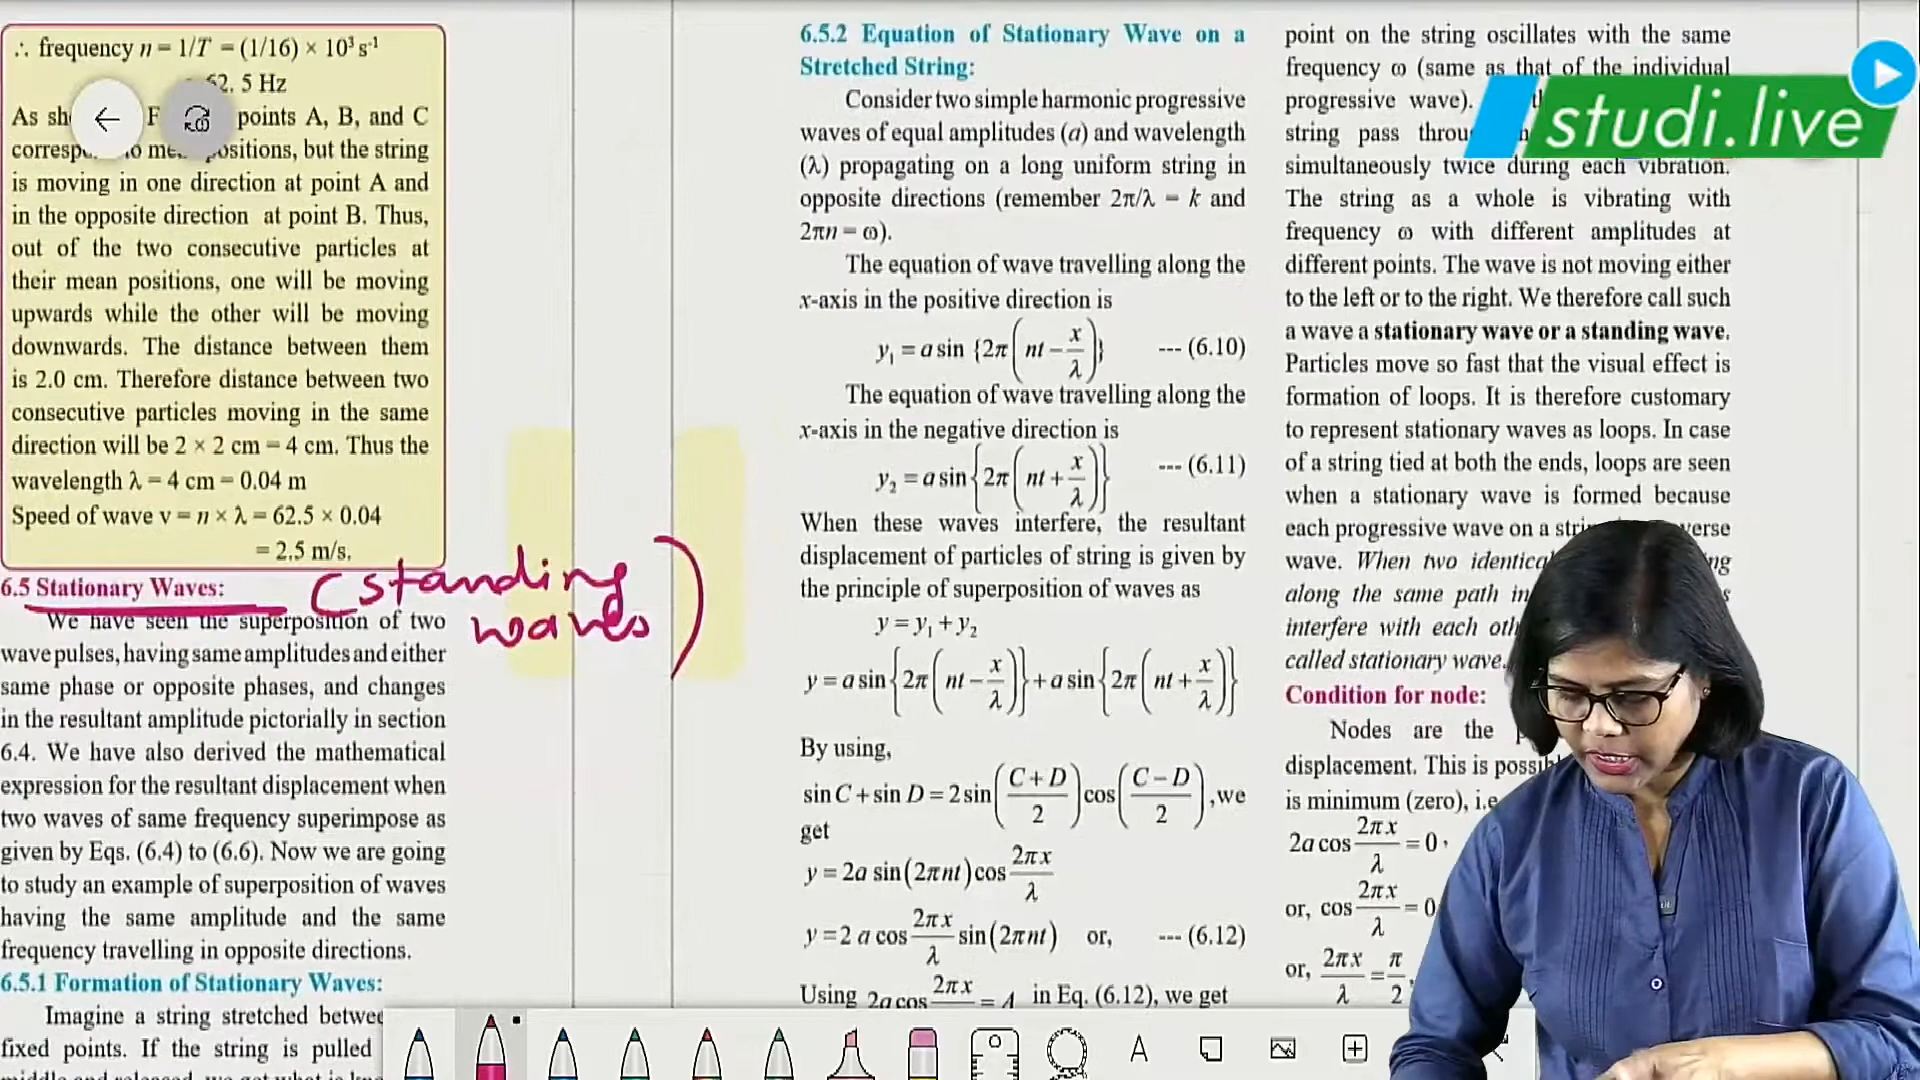 ∴ frequency n = 1/T = (1/16) × 10³ s⁻¹
62. 5 Hz
As points A, B, and C
positions, but the string
is moving in one direction at point A and
in the opposite direction at point B. Thus,
out of the two consecutive particles at
their mean positions, one will be moving
upwards while the other will be moving
downwards. The distance between them
is 2.0 cm. Therefore distance between two
consecutive particles moving in the same
direction will be 2 × 2 cm = 4 cm. Thus the
wavelength λ = 4 cm = 0.04 m
Speed of wave v = n × λ = 62.5 × 0.04
= 2.5 m/s.
6.5 Stationary Waves:
(standing
waves)
We have seen the superposition of two
wave pulses, having same amplitudes and either
same phase or opposite phases, and changes
in the resultant amplitude pictorially in section
6.4. We have also derived the mathematical
expression for the resultant displacement when
two waves of same frequency superimpose as
given by Eqs. (6.4) to (6.6). Now we are going
to study an example of superposition of waves
having the same amplitude and the same
frequency travelling in opposite directions.
6.5.1 Formation of Stationary Waves:
Imagine a string stretched
fixed points. If the string is pulled
6.5.2 Equation of Stationary Wave on a
Stretched String:
Consider two simple harmonic progressive
waves of equal amplitudes (a) and wavelength
(λ) propagating on a long uniform string in
opposite directions (remember 2π/λ = k and
2πn = ω).
The equation of wave travelling along the
x-axis in the positive direction is
y₁ = a sin {2π(nt − x/λ)} --- (6.10)
The equation of wave travelling along the
x-axis in the negative direction is
y₂ = a sin{2π(nt + x/λ)} --- (6.11)
When these waves interfere, the resultant
displacement of particles of string is given by
the principle of superposition of waves as
y = y₁ + y₂
y = a sin{2π(nt − x/λ)} + a sin{2π(nt + x/λ)}
By using,
sin C + sin D = 2 sin((C + D)/2) cos((C − D)/2), we
get
y = 2a sin(2πnt) cos 2πx/λ
y = 2 a cos 2πx/λ sin(2πnt) or, --- (6.12)
Using 2a cos 2πx/λ = A in Eq. (6.12), we get
point on the string oscillates with the same
frequency ω (same as that of the individual
progressive wave).
string pass
simultaneously twice during each vibration.
The string as a whole is vibrating with
frequency ω with different amplitudes at
different points. The wave is not moving either
to the left or to the right. We therefore call such
a wave a stationary wave or a standing wave.
Particles move so fast that the visual effect is
formation of loops. It is therefore customary
to represent stationary waves as loops. In case
of a string tied at both the ends, loops are seen
when a stationary wave is formed because
each progressive wave on a
wave. When two
along the same path in
interfere with each
called stationary wave.
Condition for node:
Nodes are the
displacement. This is
is minimum (zero), i.e
2a cos 2πx/λ = 0,
or, cos 2πx/λ = 0
or, 2πx/λ = π/2,
studi.live
A